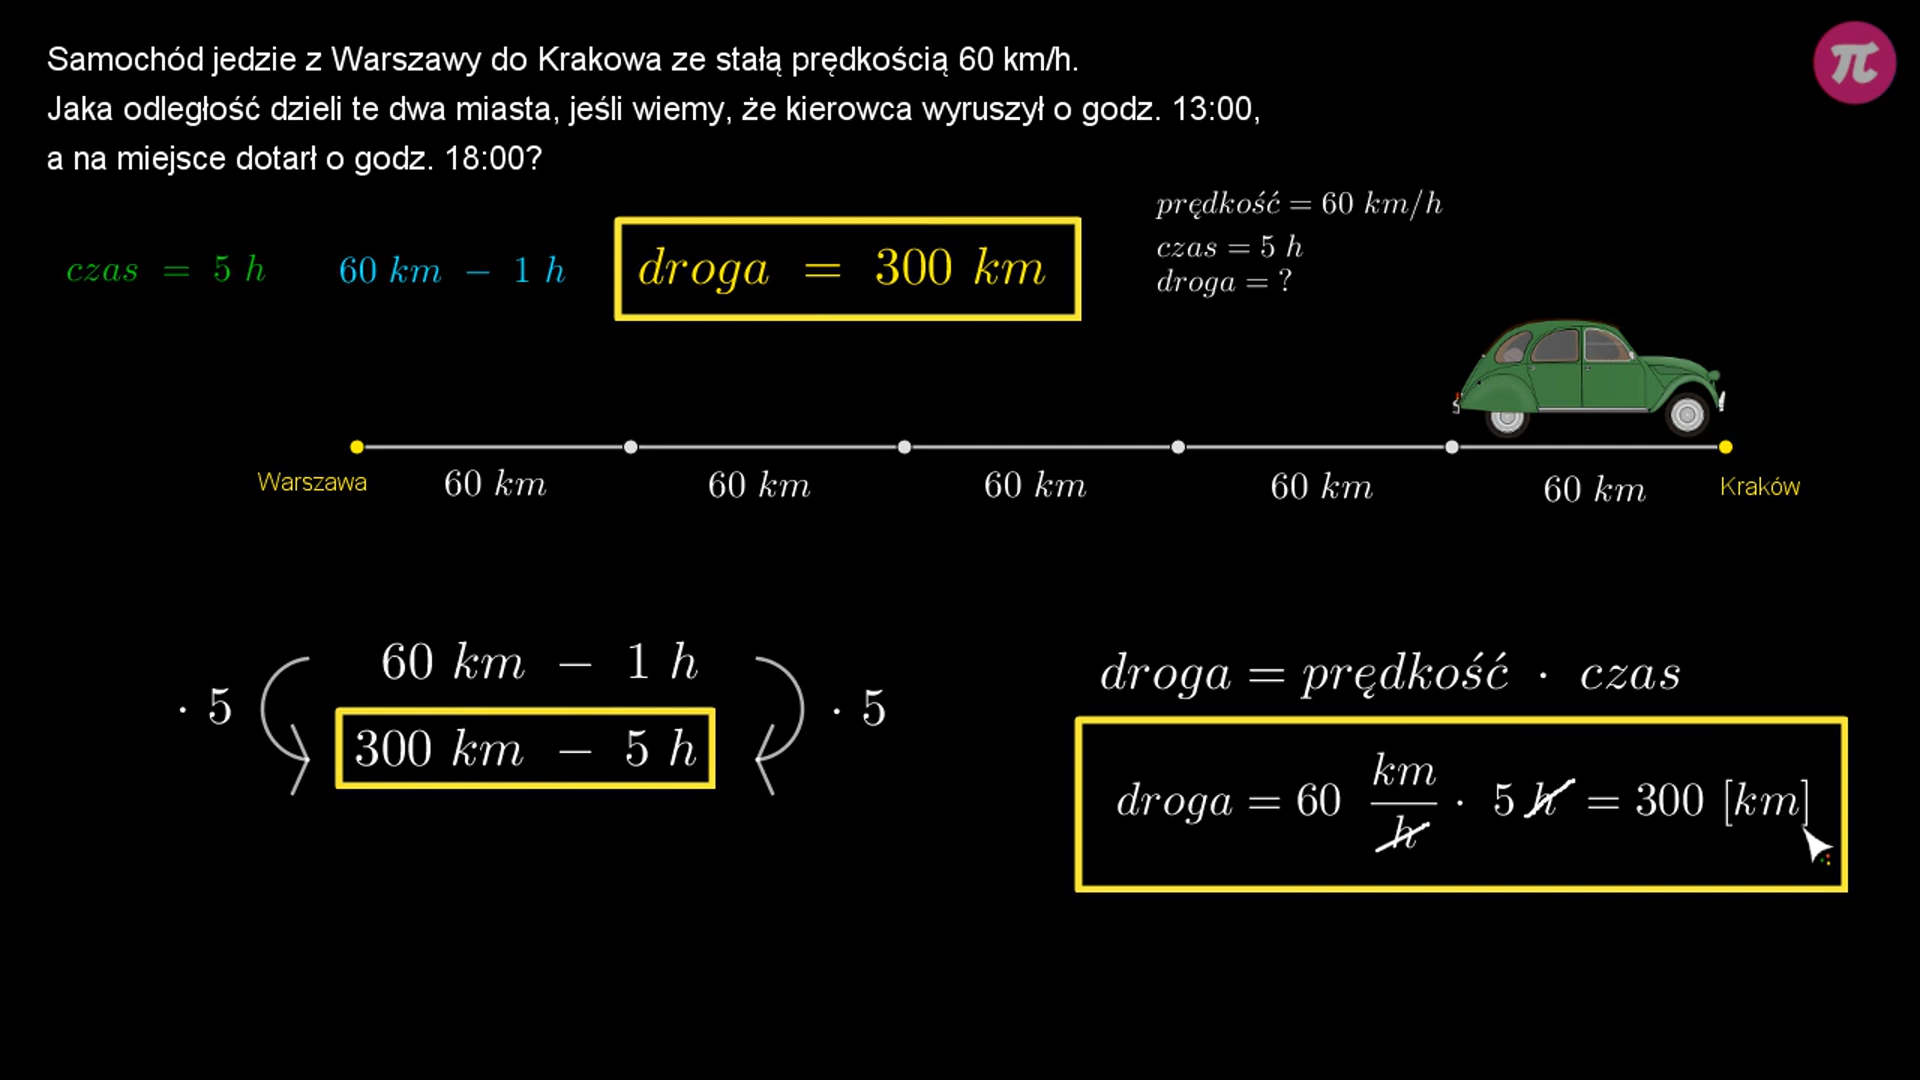 Samochód jedzie z Warszawy do Krakowa ze stałą prędkością 60 km/h.
Jaka odległość dzieli te dwa miasta, jeśli wiemy, że kierowca wyruszył o godz. 13:00,
a na miejsce dotarł o godz. 18:00?
π
prędkość = 60 km/h
czas = 5 h
droga = ?
czas = 5 h
60 km – 1 h
droga = 300 km
Warszawa
60 km
60 km
60 km
60 km
60 km
Kraków
60 km – 1 h
· 5
· 5
300 km – 5 h
droga = prędkość · czas
droga = 60 km/h · 5 h = 300 [km]